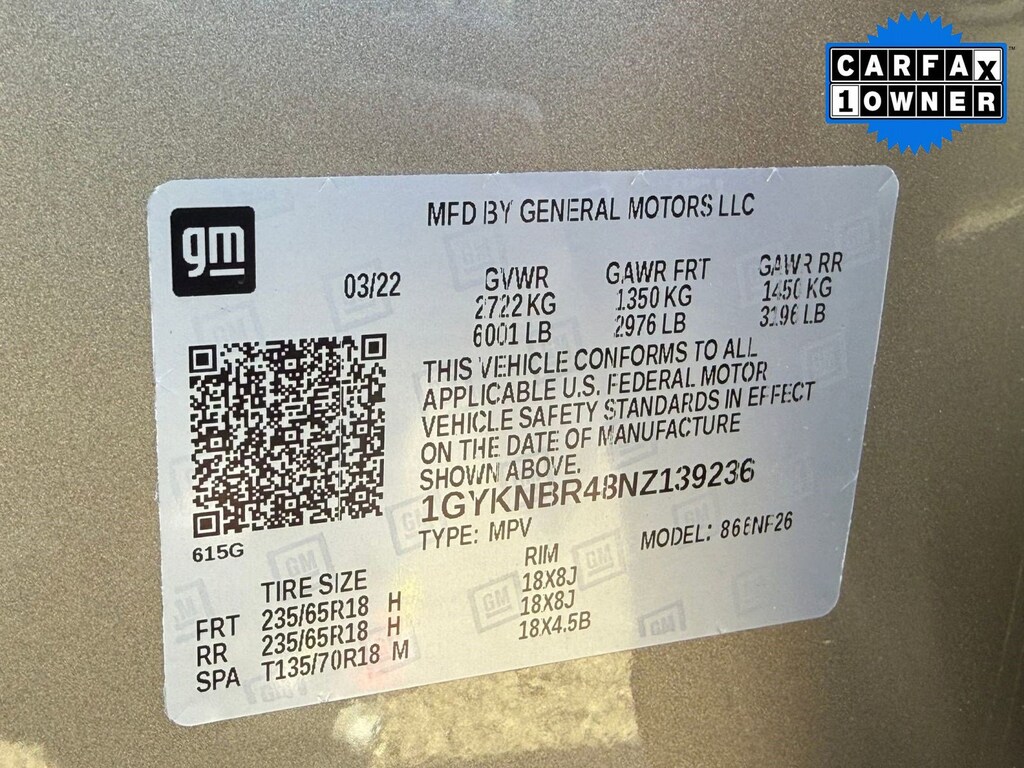 CARFAX
1 OWNER
MFD BY GENERAL MOTORS LLC
gm
03/22 GVWR GAWR FRT GAWR RR
2722 KG 1350 KG 1450 KG
6001 LB 2976 LB 3196 LB
THIS VEHICLE CONFORMS TO ALL
APPLICABLE U.S. FEDERAL MOTOR
VEHICLE SAFETY STANDARDS IN EFFECT
ON THE DATE OF MANUFACTURE
SHOWN ABOVE.
1GYKNBR48NZ139236
TYPE: MPV MODEL: 866NF26
615G
TIRE SIZE RIM
FRT 235/65R18 H 18X8J
RR 235/65R18 H 18X8J
SPA T135/70R18 M 18X4.5B